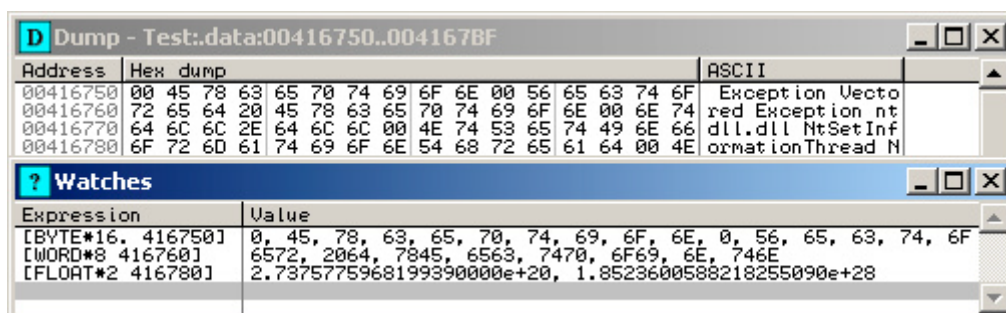 D Dump - Test:.data:00416750..004167BF
Address Hex dump ASCII
00416750 00 45 78 63 65 70 74 69 6F 6E 00 56 65 63 74 6F Exception Vecto
00416760 72 65 64 20 45 78 63 65 70 74 69 6F 6E 00 6E 74 red Exception nt
00416770 64 6C 6C 2E 64 6C 6C 00 4E 74 53 65 74 49 6E 66 dll.dll NtSetInf
00416780 6F 72 6D 61 74 69 6F 6E 54 68 72 65 61 64 00 4E ormationThread N
? Watches
Expression Value
[BYTE*16. 416750] 0, 45, 78, 63, 65, 70, 74, 69, 6F, 6E, 0, 56, 65, 63, 74, 6F
[WORD*8 416760] 6572, 2064, 7845, 6563, 7470, 6F69, 6E, 746E
[FLOAT*2 416780] 2.7375775968199390000e+20, 1.8523600588218255090e+28